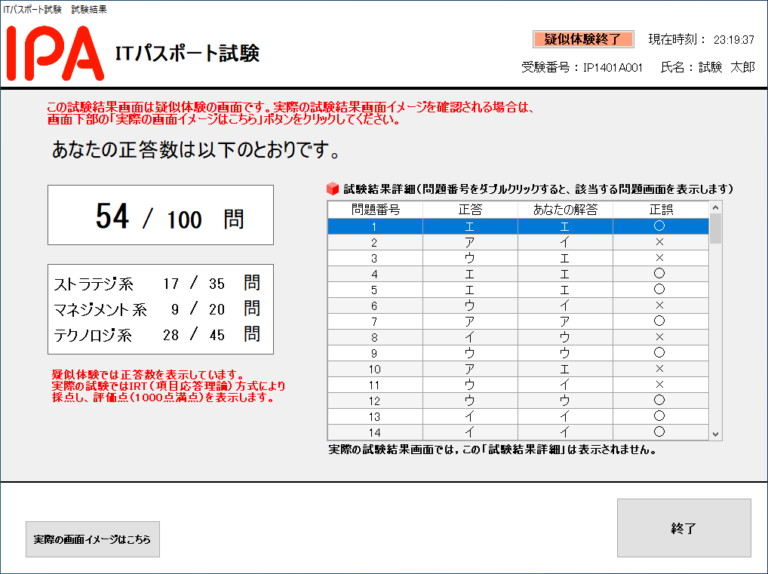 ITパスポート試験　試験結果
IPA ITパスポート試験
疑似体験終了 現在時刻： 23:19:37
受験番号：IP1401A001 氏名：試験　太郎
この試験結果画面は疑似体験の画面です。実際の試験結果画面イメージを確認される場合は、
画面下部の「実際の画面イメージはこちら」ボタンをクリックしてください。
あなたの正答数は以下のとおりです。
54 / 100 問
ストラテジ系 17 / 35 問
マネジメント系 9 / 20 問
テクノロジ系 28 / 45 問
疑似体験では正答数を表示しています。
実際の試験ではIRT（項目応答理論）方式により
採点し、評価点（1000点満点）を表示します。
試験結果詳細（問題番号をダブルクリックすると、該当する問題画面を表示します）
問題番号 正答 あなたの解答 正誤
1 エ エ ○
2 ア イ ×
3 ウ エ ×
4 エ エ ○
5 エ エ ○
6 ウ イ ×
7 ア ア ○
8 イ ウ ×
9 ウ ウ ○
10 ア エ ×
11 ウ イ ×
12 ウ ウ ○
13 イ イ ○
14 イ イ ○
実際の試験結果画面では，この「試験結果詳細」は表示されません。
実際の画面イメージはこちら
終了